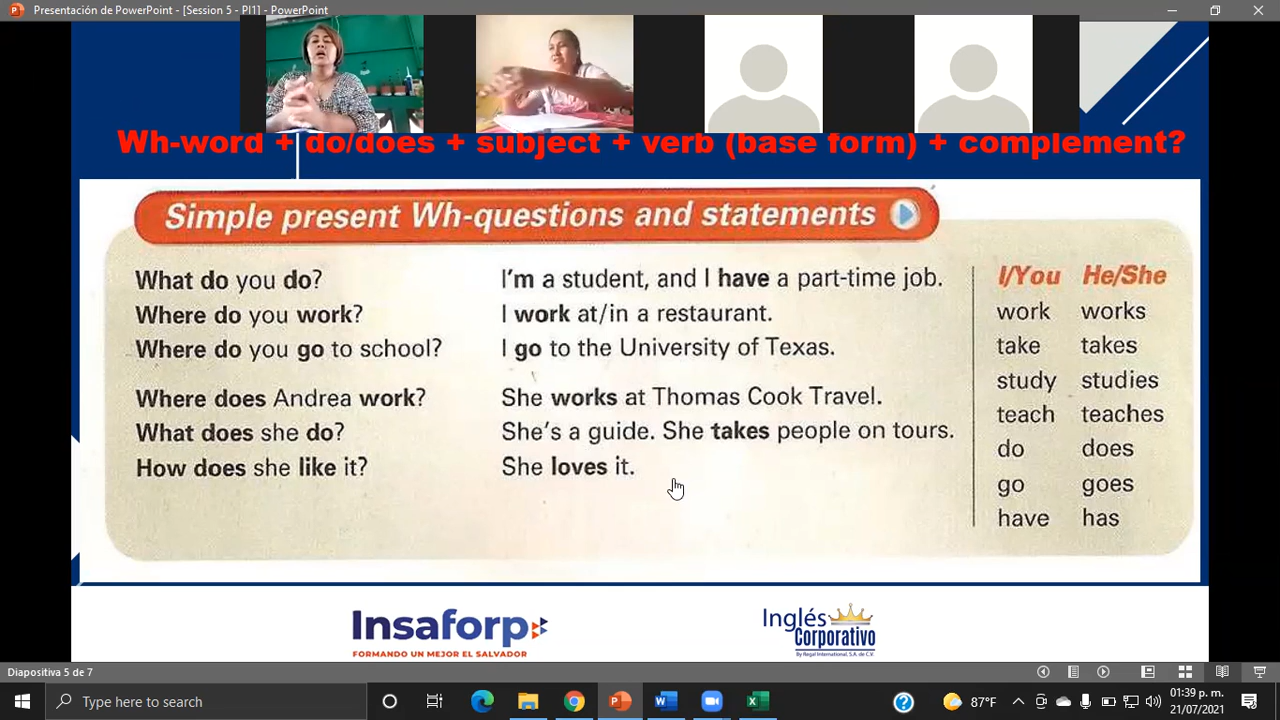 Presentación de PowerPoint - [Session 5 - PI1] - PowerPoint
Wh-word + do/does + subject + verb (base form) + complement?
Simple present Wh-questions and statements
What do you do? I'm a student, and I have a part-time job.
Where do you work? I work at/in a restaurant.
Where do you go to school? I go to the University of Texas.
Where does Andrea work? She works at Thomas Cook Travel.
What does she do? She's a guide. She takes people on tours.
How does she like it? She loves it.
I/You He/She
work works
take takes
study studies
teach teaches
do does
go goes
have has
Insaforp
FORMANDO UN MEJOR EL SALVADOR
Inglés
Corporativo
By Regal International, S.A. de C.V.
Diapositiva 5 de 7
Type here to search
87°F
01:39 p. m.
21/07/2021